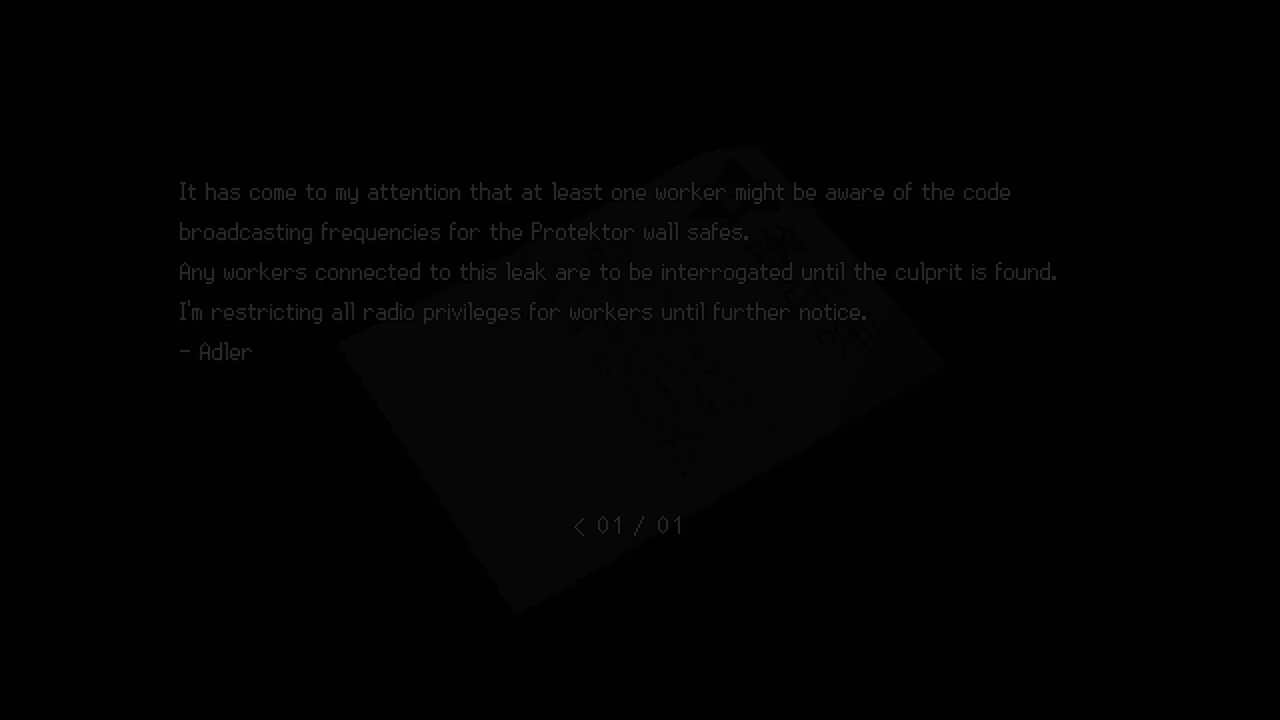 It has come to my attention that at least one worker might be aware of the code
broadcasting frequencies for the Protektor wall safes.
Any workers connected to this leak are to be interrogated until the culprit is found.
I'm restricting all radio privileges for workers until further notice.
- Adler
< 01 / 01